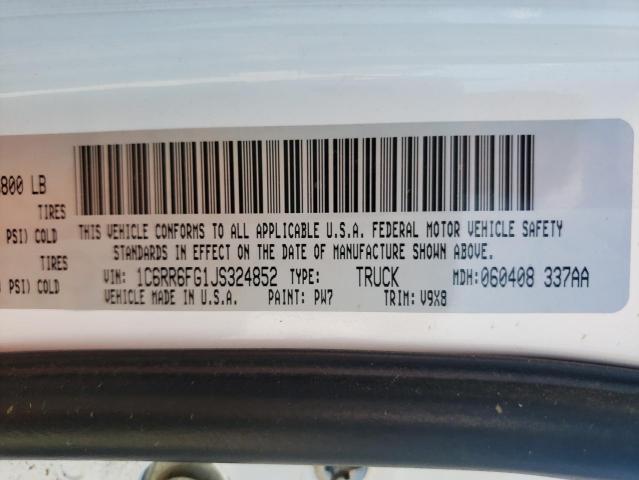 800 LB
TIRES
PSI) COLD
TIRES
PSI) COLD
THIS VEHICLE CONFORMS TO ALL APPLICABLE U.S.A. FEDERAL MOTOR VEHICLE SAFETY
STANDARDS IN EFFECT ON THE DATE OF MANUFACTURE SHOWN ABOVE.
VIN: 1C6RR6FG1JS324852 TYPE: TRUCK MDH:060408 337AA
VEHICLE MADE IN U.S.A. PAINT: PW7 TRIM: V9X8